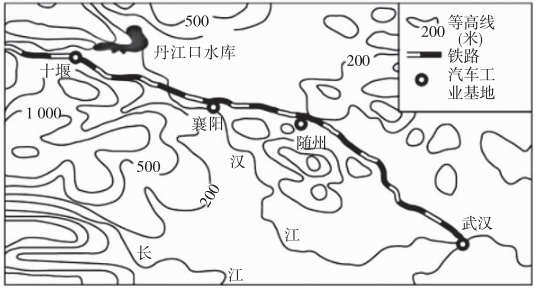 500
丹江口水库
十堰
1 000
襄阳
200
随州
汉
500
200
长
江
江
武汉
200
等高线
(米)
铁路
汽车工
业基地